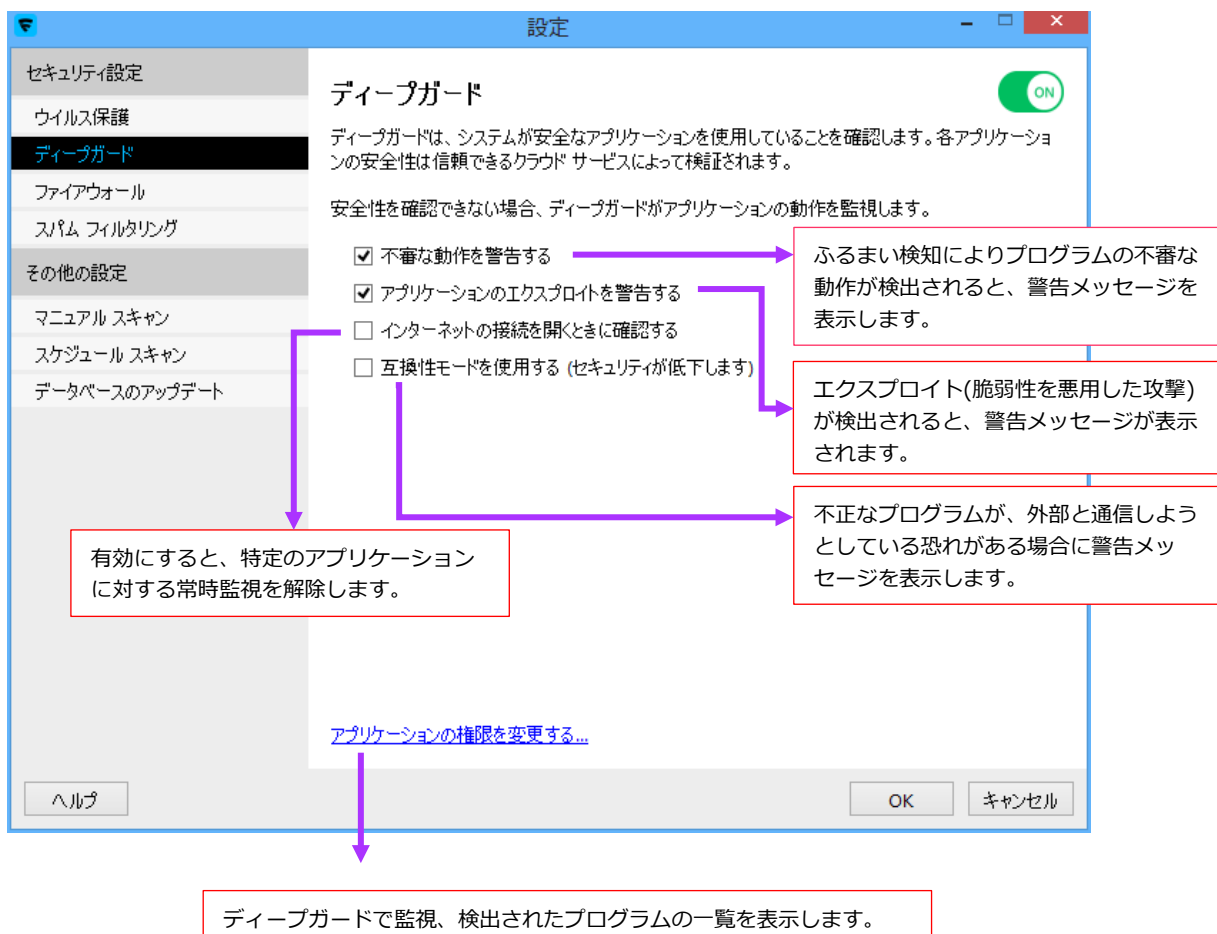 設定
セキュリティ設定
ウイルス保護
ディープガード
ファイアウォール
スパム フィルタリング
その他の設定
マニュアル スキャン
スケジュール スキャン
データベースのアップデート
ディープガード
ON
ディープガードは、システムが安全なアプリケーションを使用していることを確認します。各アプリケーショ
ンの安全性は信頼できるクラウド サービスによって検証されます。
安全性を確認できない場合、ディープガードがアプリケーションの動作を監視します。
不審な動作を警告する
アプリケーションのエクスプロイトを警告する
インターネットの接続を開くときに確認する
互換性モードを使用する (セキュリティが低下します)
ふるまい検知によりプログラムの不審な
動作が検出されると、警告メッセージを
表示します。
エクスプロイト(脆弱性を悪用した攻撃)
が検出されると、警告メッセージが表示
されます。
不正なプログラムが、外部と通信しよう
としている恐れがある場合に警告メッ
セージを表示します。
有効にすると、特定のアプリケーション
に対する常時監視を解除します。
アプリケーションの権限を変更する...
ヘルプ
OK
キャンセル
ディープガードで監視、検出されたプログラムの一覧を表示します。